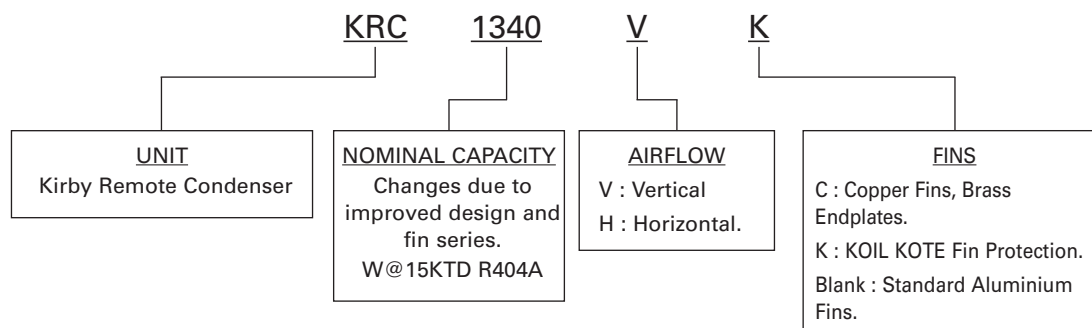 KRC 1340 V K
UNIT
Kirby Remote Condenser
NOMINAL CAPACITY
Changes due to
improved design and
fin series.
W@15KTD R404A
AIRFLOW
V : Vertical
H : Horizontal.
FINS
C : Copper Fins, Brass
Endplates.
K : KOIL KOTE Fin Protection.
Blank : Standard Aluminium
Fins.